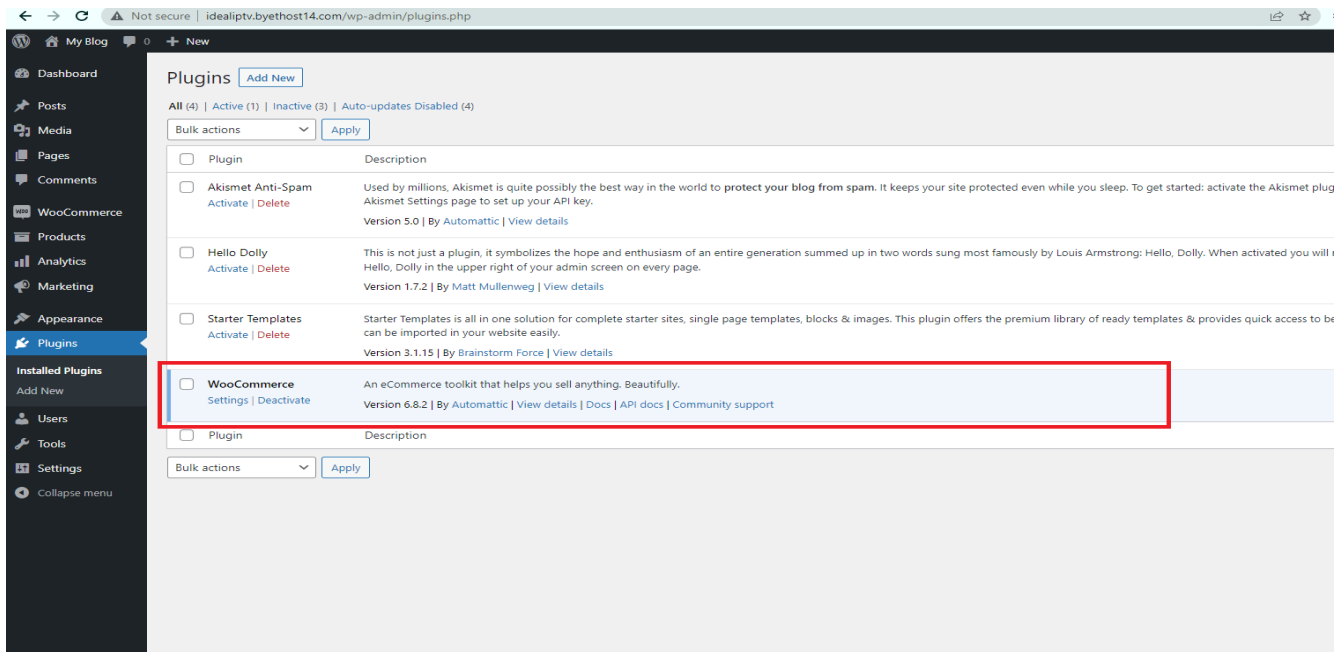 Not secure | idealiptv.byethost14.com/wp-admin/plugins.php
My Blog 0 + New
Dashboard
Posts
Media
Pages
Comments
WooCommerce
Products
Analytics
Marketing
Appearance
Plugins
Installed Plugins
Add New
Users
Tools
Settings
Collapse menu
Plugins Add New
All (4) | Active (1) | Inactive (3) | Auto-updates Disabled (4)
Bulk actions Apply
Plugin Description
Akismet Anti-Spam
Activate | Delete
Used by millions, Akismet is quite possibly the best way in the world to protect your blog from spam. It keeps your site protected even while you sleep. To get started: activate the Akismet plug
Akismet Settings page to set up your API key.
Version 5.0 | By Automattic | View details
Hello Dolly
Activate | Delete
This is not just a plugin, it symbolizes the hope and enthusiasm of an entire generation summed up in two words sung most famously by Louis Armstrong: Hello, Dolly. When activated you will
Hello, Dolly in the upper right of your admin screen on every page.
Version 1.7.2 | By Matt Mullenweg | View details
Starter Templates
Activate | Delete
Starter Templates is all in one solution for complete starter sites, single page templates, blocks & images. This plugin offers the premium library of ready templates & provides quick access to be
can be imported in your website easily.
Version 3.1.15 | By Brainstorm Force | View details
WooCommerce
Settings | Deactivate
An eCommerce toolkit that helps you sell anything. Beautifully.
Version 6.8.2 | By Automattic | View details | Docs | API docs | Community support
Plugin Description
Bulk actions Apply